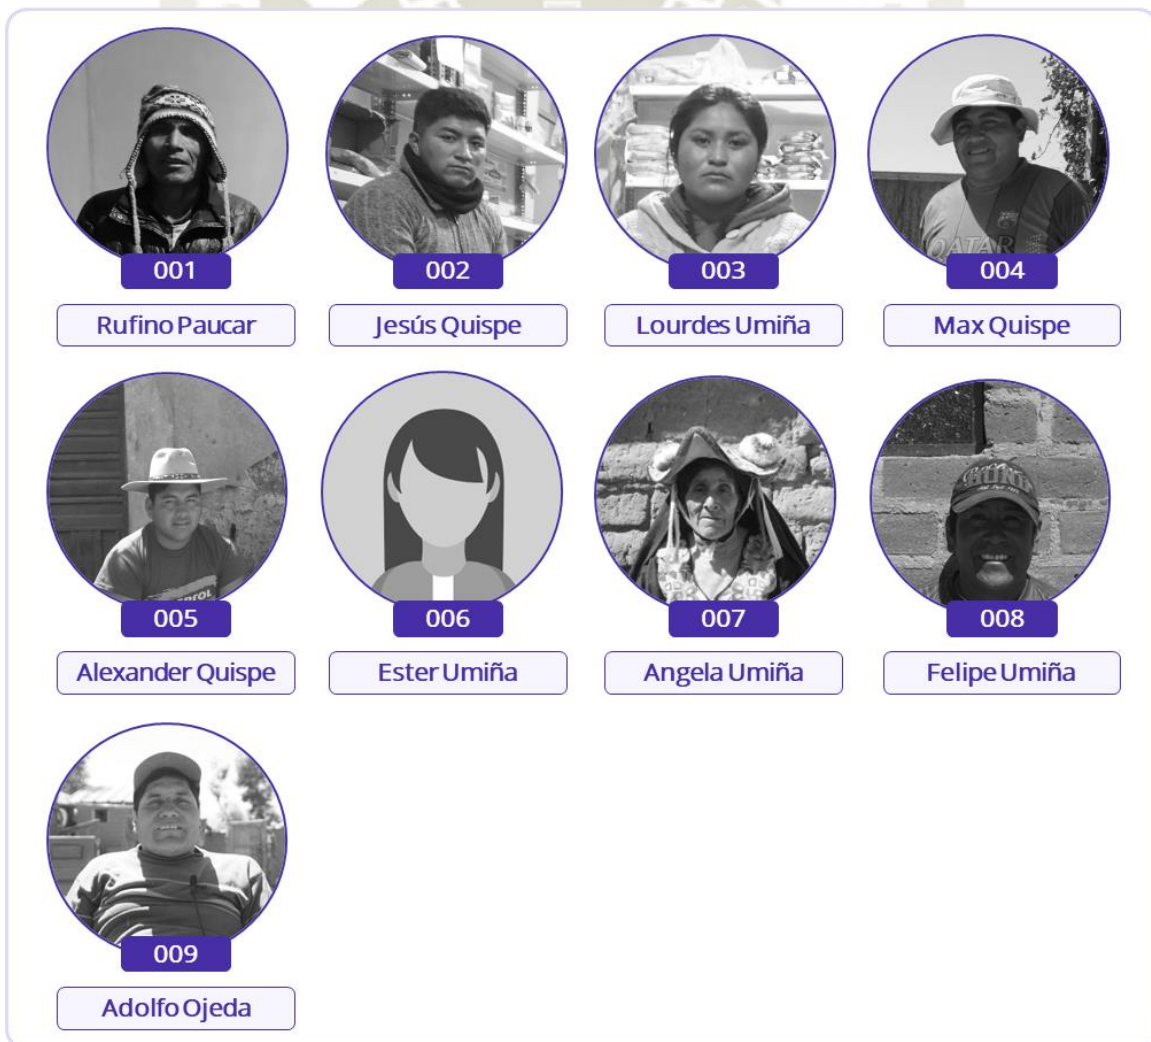 001
Rufino Paucar
002
Jesús Quispe
003
Lourdes Umiña
QATAR
004
Max Quispe
005
Alexander Quispe
006
Ester Umiña
007
Angela Umiña
008
Felipe Umiña
009
Adolfo Ojeda